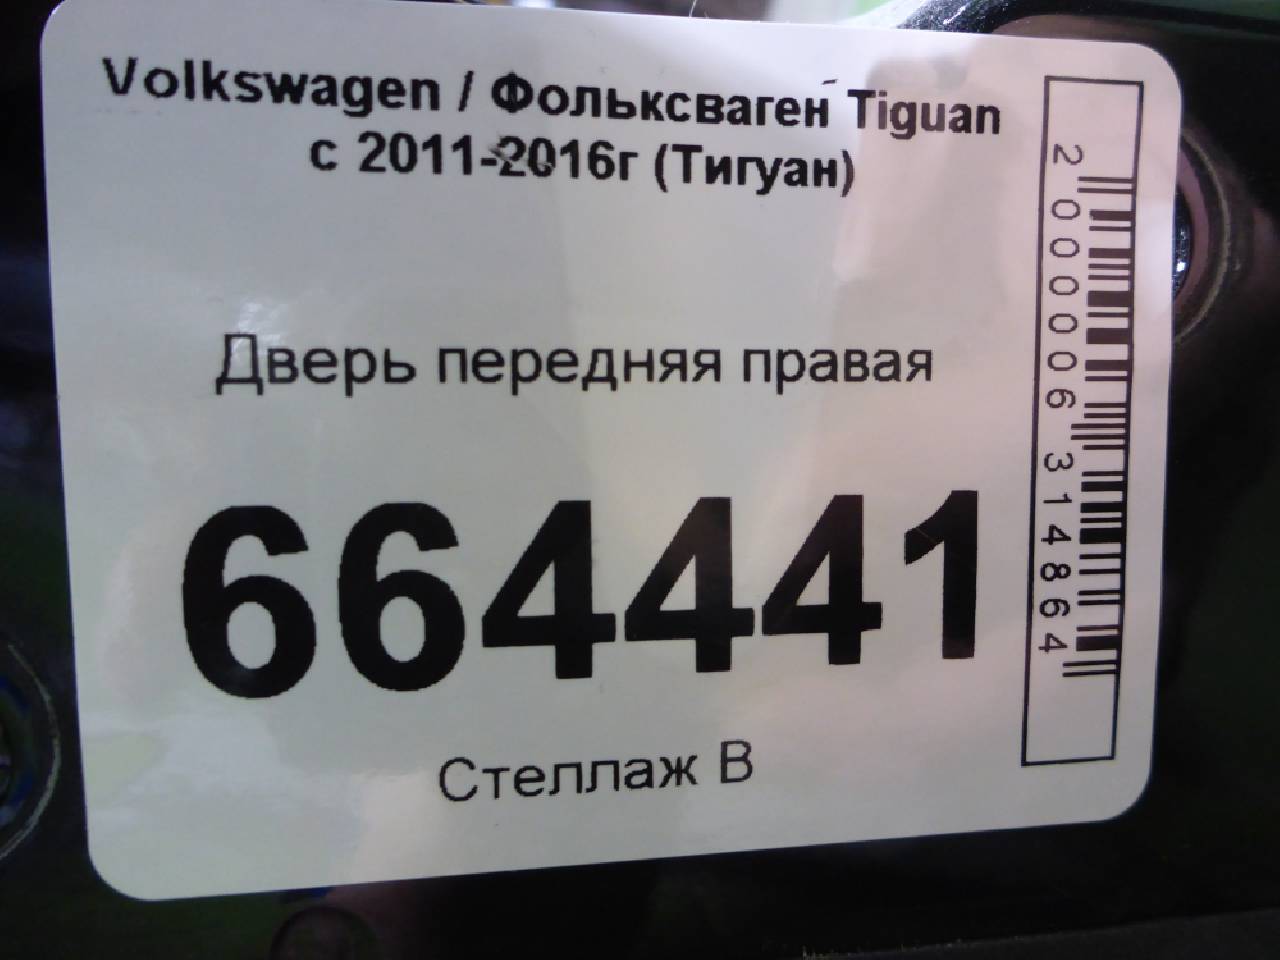 Volkswagen / Фольксваген Tiguan
с 2011-2016г (Тигуан)
Дверь передняя правая
664441
Стеллаж В
2000006314864